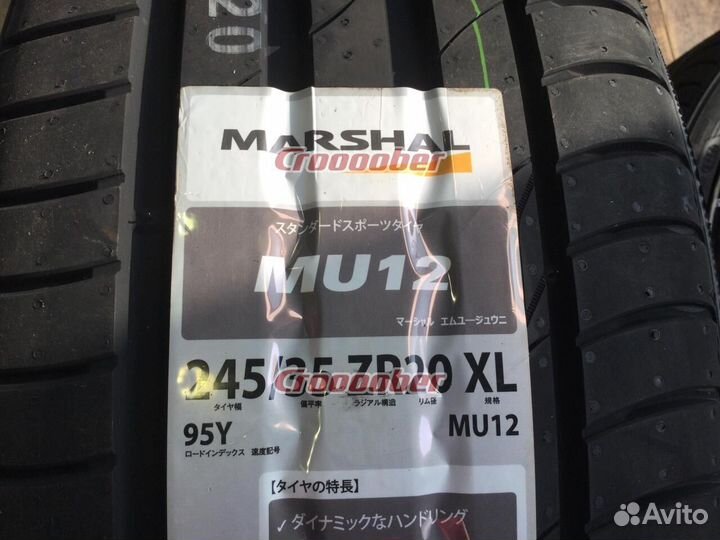 20
MARSHAL
Croooober
スタンダードスポーツタイヤ
MU12
マーシャル エムユージュウニ
245/35 ZR20 XL
Croooober
タイヤ幅 偏平率 ラジアル構造 リム径 規格
95Y MU12
ロードインデックス 速度記号
【タイヤの特長】
✓ダイナミックなハンドリング
Avito